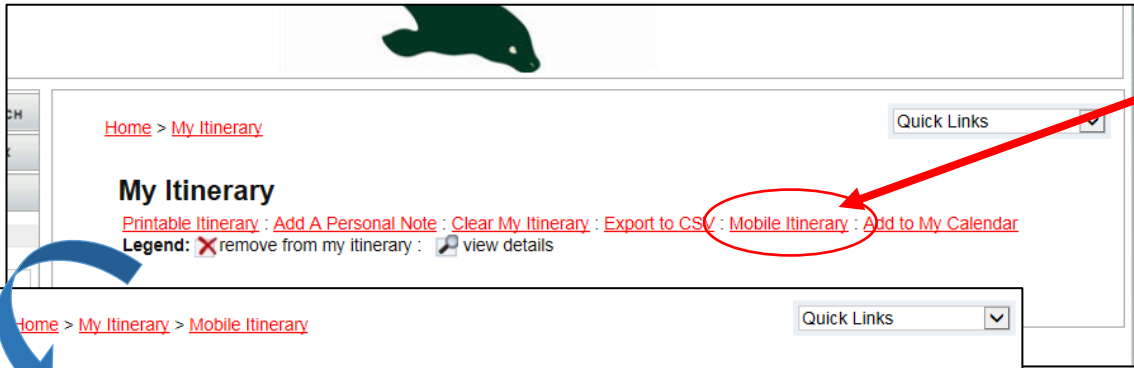 CH
Home > My Itinerary
Quick Links
My Itinerary
Printable Itinerary : Add A Personal Note : Clear My Itinerary : Export to CSV : Mobile Itinerary : Add to My Calendar
Legend: remove from my itinerary : view details
Home > My Itinerary > Mobile Itinerary
Quick Links